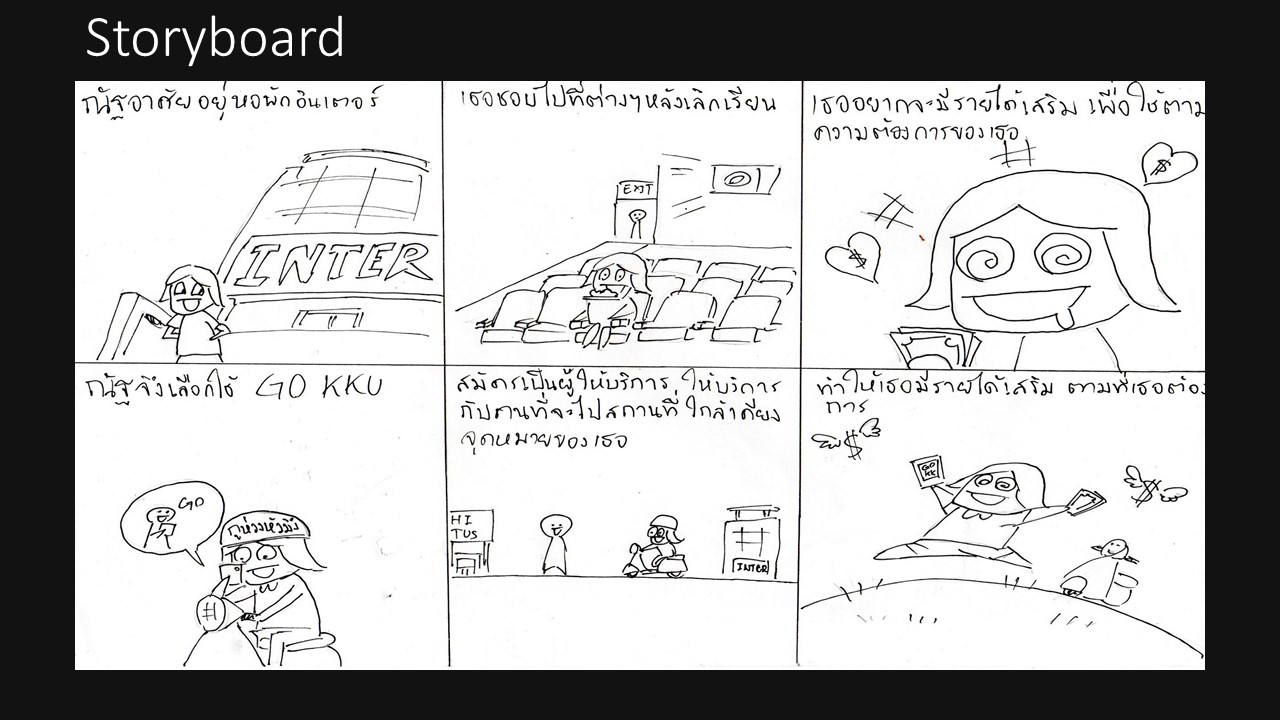 Storyboard
ณัฐอาศัยอยู่หอพักอินเตอร์
INTER
เธอชอบไปที่ต่างๆหลังเลิกเรียน
EXIT
เธออยากจะมีรายได้เสริม เพื่อใช้ตาม
ความต้องการของเธอ
$
$
ณัฐจึงเลือกใช้ GO KKU
GO
สมัครเป็นผู้ให้บริการ ให้บริการ
กับคนที่จะไปสถานที่ใกล้เคียง
จุดหมายของเธอ
HI
TUS
INTER
ทำให้เธอมีรายได้เสริม ตามที่เธอต้อง
การ
$
GO
KK
$